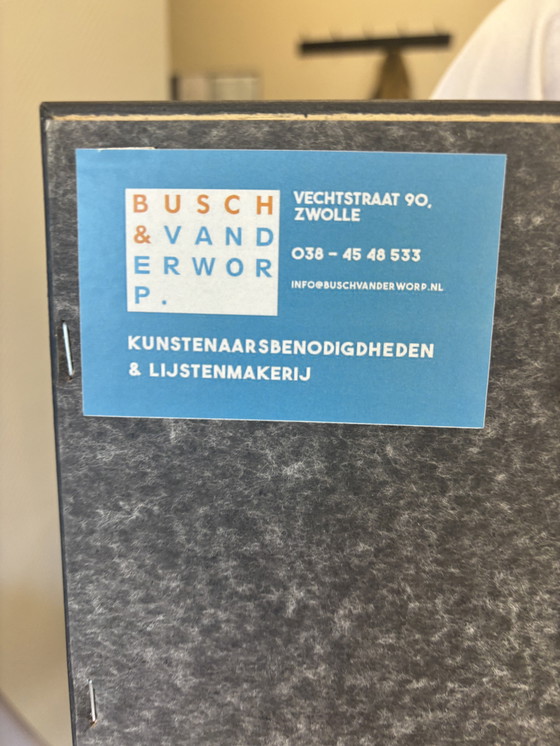 BUSCH
&VAND
ERWOR
P.
VECHTSTRAAT 90,
ZWOLLE
038 - 45 48 533
INFO@BUSCHVANDERWORP.NL
KUNSTENAARSBENODIGDHEDEN
& LIJSTENMAKERIJ